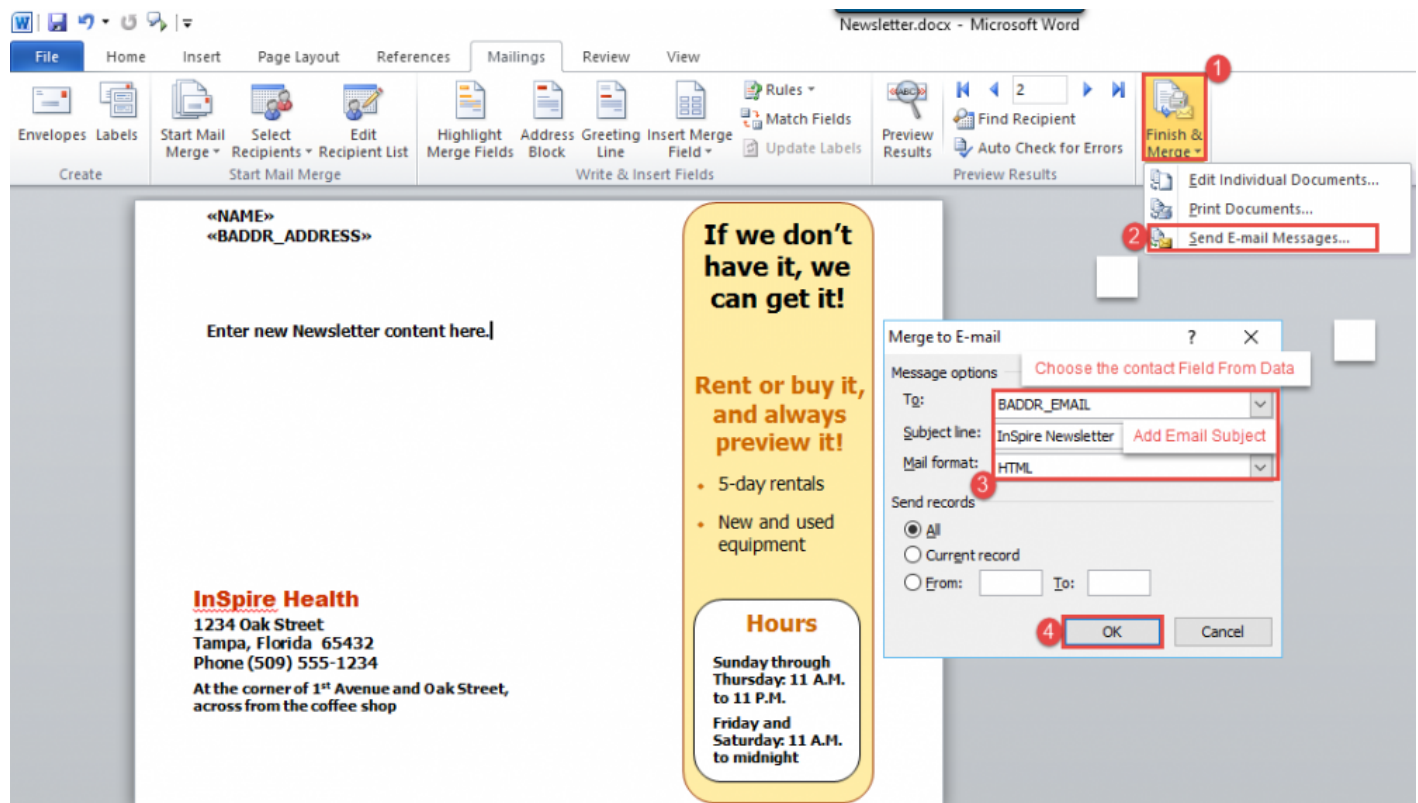 Newsletter.docx - Microsoft Word
File Home Insert Page Layout References Mailings Review View
1
Envelopes Labels
Start Mail Merge Select Recipients Edit Recipient List
Highlight Merge Fields Address Block Greeting Line Insert Merge Field
Rules
Match Fields
Update Labels
Preview Results
2
Find Recipient
Auto Check for Errors
Finish & Merge
Create Start Mail Merge Write & Insert Fields Preview Results
Edit Individual Documents...
Print Documents...
2 Send E-mail Messages...
«NAME»
«BADDR_ADDRESS»
Enter new Newsletter content here.
InSpire Health
1234 Oak Street
Tampa, Florida 65432
Phone (509) 555-1234
At the corner of 1st Avenue and Oak Street,
across from the coffee shop
If we don't
have it, we
can get it!
Rent or buy it,
and always
preview it!
• 5-day rentals
• New and used
equipment
Hours
Sunday through
Thursday: 11 A.M.
to 11 P.M.
Friday and
Saturday: 11 A.M.
to midnight
Merge to E-mail ? X
Message options
Choose the contact Field From Data
To: BADDR_EMAIL
Subject line: InSpire Newsletter Add Email Subject
Mail format: HTML
3
Send records
All
Current record
From: To:
4 OK Cancel